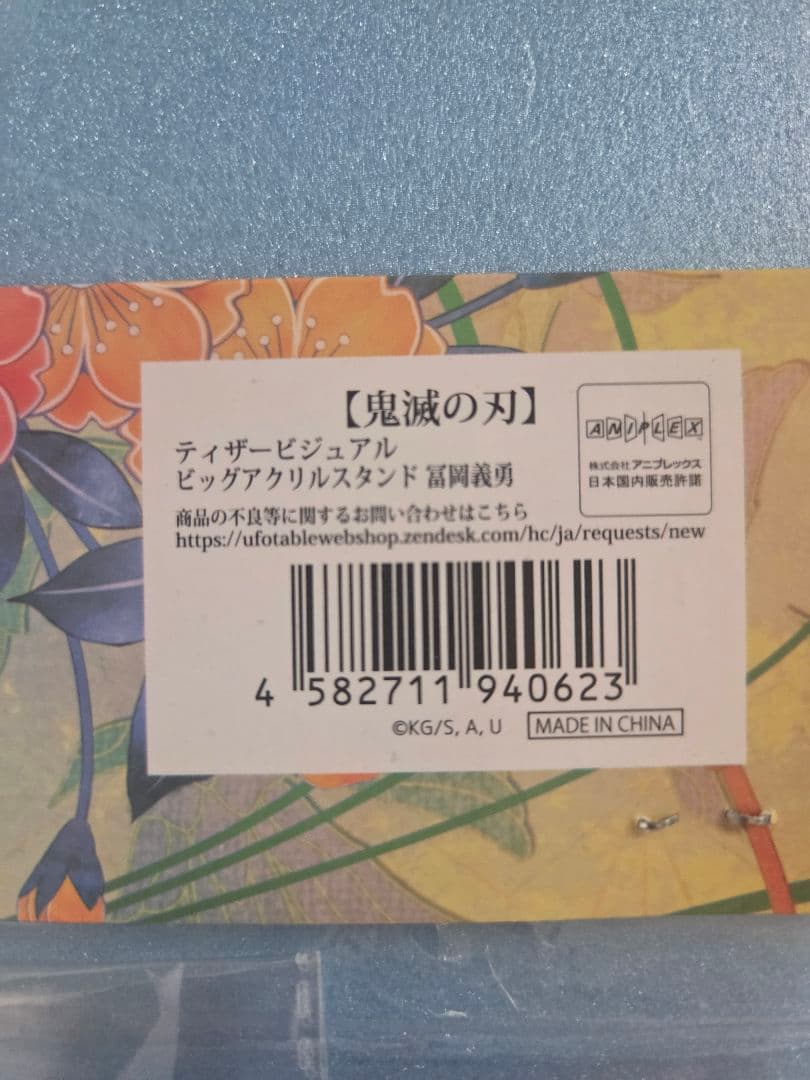 【鬼滅の刃】
ティザービジュアル
ビッグアクリルスタンド 冨岡義勇
ANIPLEX
株式会社アニプレックス
日本国内販売許諾
商品の不良等に関するお問い合わせはこちら
https://ufotablewebshop.zendesk.com/hc/ja/requests/new
4 582711 940623
©KG/S, A, U
MADE IN CHINA